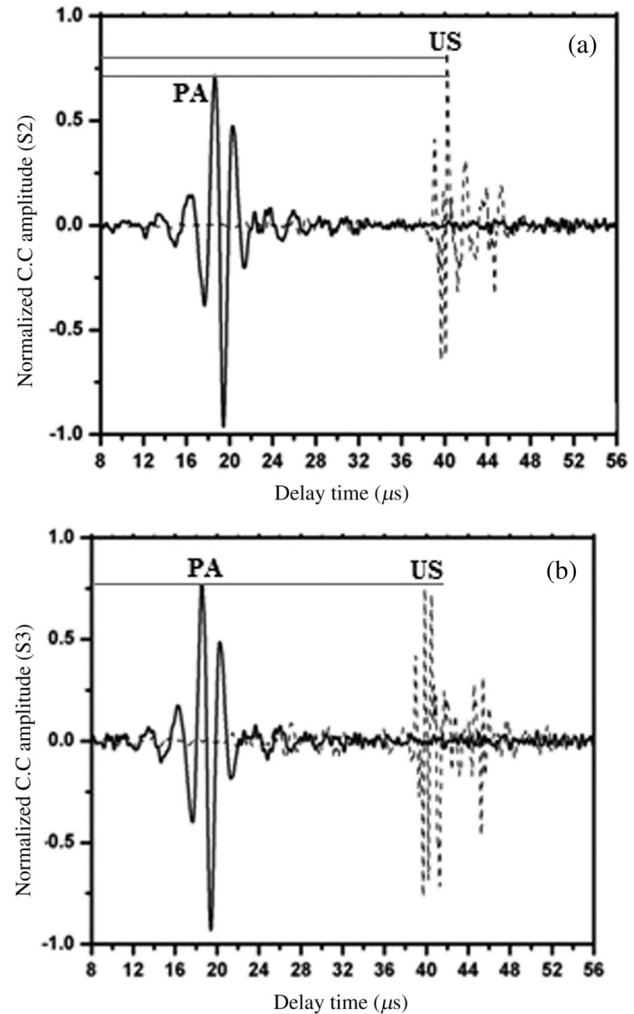 1.0
US
(a)
PA
0.5
0.0
-0.5
-1.0
Normalized C.C amplitude (S2)
8 12 16 20 24 28 32 36 40 44 48 52 56
Delay time (μs)
1.0
PA
US
(b)
0.5
0.0
-0.5
-1.0
Normalized C.C amplitude (S3)
8 12 16 20 24 28 32 36 40 44 48 52 56
Delay time (μs)